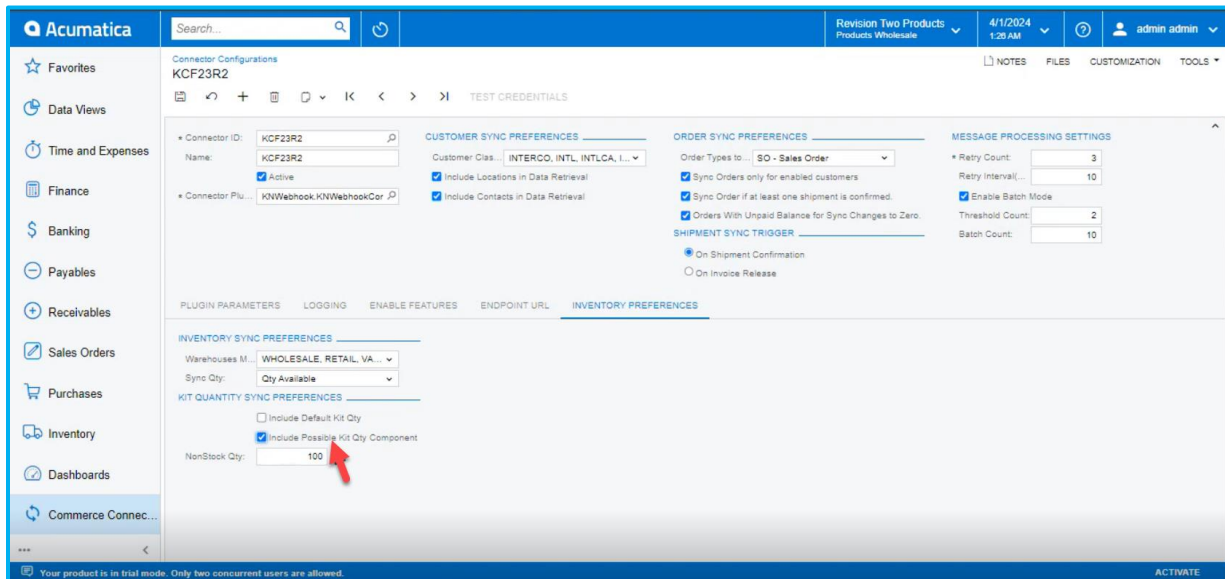 Acumatica
Search...
Revision Two Products
Products Wholesale
4/1/2024
1:26 AM
admin admin
Favorites
Data Views
Time and Expenses
Finance
Banking
Payables
Receivables
Sales Orders
Purchases
Inventory
Dashboards
Commerce Connec...
Connector Configurations
KCF23R2
NOTES FILES CUSTOMIZATION TOOLS
TEST CREDENTIALS
* Connector ID: KCF23R2
Name: KCF23R2
Active
* Connector Plu... KNWebhook.KNWebhookCor
CUSTOMER SYNC PREFERENCES
Customer Clas... INTERCO, INTL, INTLCA, I...
Include Locations in Data Retrieval
Include Contacts in Data Retrieval
ORDER SYNC PREFERENCES
Order Types to... SO - Sales Order
Sync Orders only for enabled customers
Sync Order if at least one shipment is confirmed.
Orders With Unpaid Balance for Sync Changes to Zero.
SHIPMENT SYNC TRIGGER
On Shipment Confirmation
On Invoice Release
MESSAGE PROCESSING SETTINGS
* Retry Count: 3
Retry Interval(... 10
Enable Batch Mode
Threshold Count: 2
Batch Count: 10
PLUGIN PARAMETERS LOGGING ENABLE FEATURES ENDPOINT URL INVENTORY PREFERENCES
INVENTORY SYNC PREFERENCES
Warehouses M... WHOLESALE, RETAIL, VA...
Sync Qty: Qty Available
KIT QUANTITY SYNC PREFERENCES
Include Default Kit Qty
Include Possible Kit Qty Component
NonStock Qty: 100
Your product is in trial mode. Only two concurrent users are allowed.
ACTIVATE